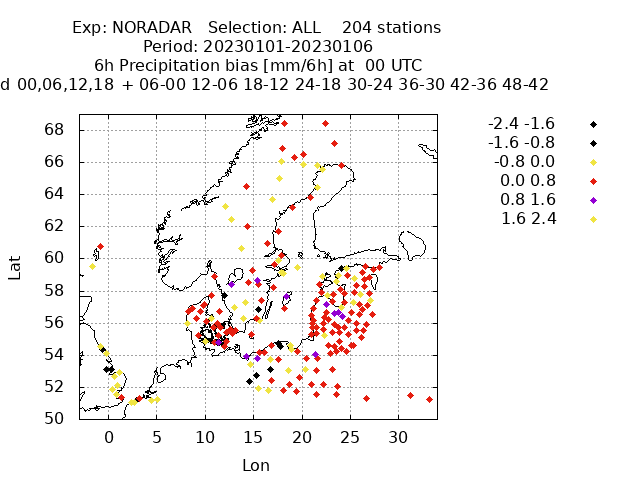 Exp: NORADAR   Selection: ALL    204 stations
Period: 20230101-20230106
6h Precipitation bias [mm/6h] at  00 UTC
d 00,06,12,18 + 06-00 12-06 18-12 24-18 30-24 36-30 42-36 48-42
-2.4 -1.6
-1.6 -0.8
-0.8 0.0
0.0 0.8
0.8 1.6
1.6 2.4
68
66
64
62
60
58
56
54
52
50
Lat
0 5 10 15 20 25 30
Lon